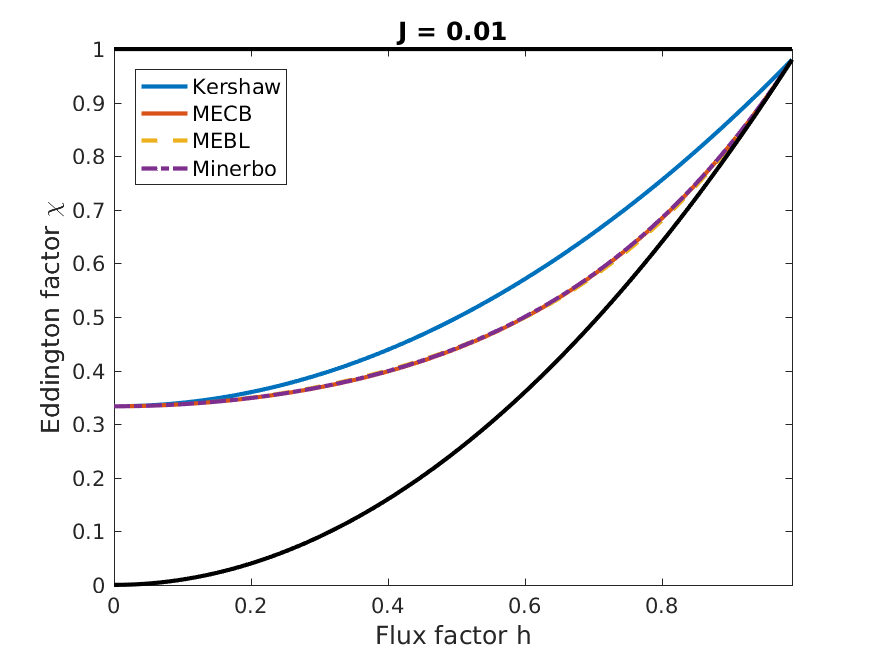 J = 0.01
1
0.9
0.8
0.7
0.6
0.5
0.4
0.3
0.2
0.1
0
Kershaw
MECB
MEBL
Minerbo
Eddington factor χ
0
0.2
0.4
0.6
0.8
Flux factor h